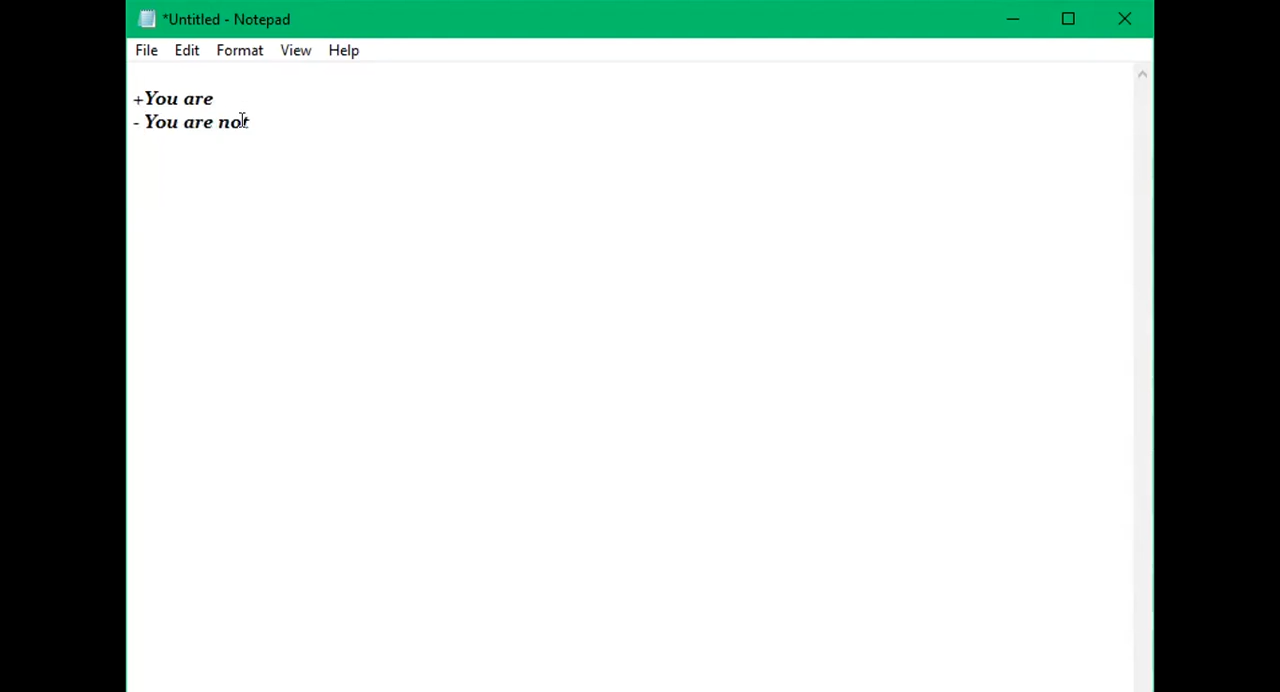 *Untitled - Notepad
File Edit Format View Help
+You are
- You are not